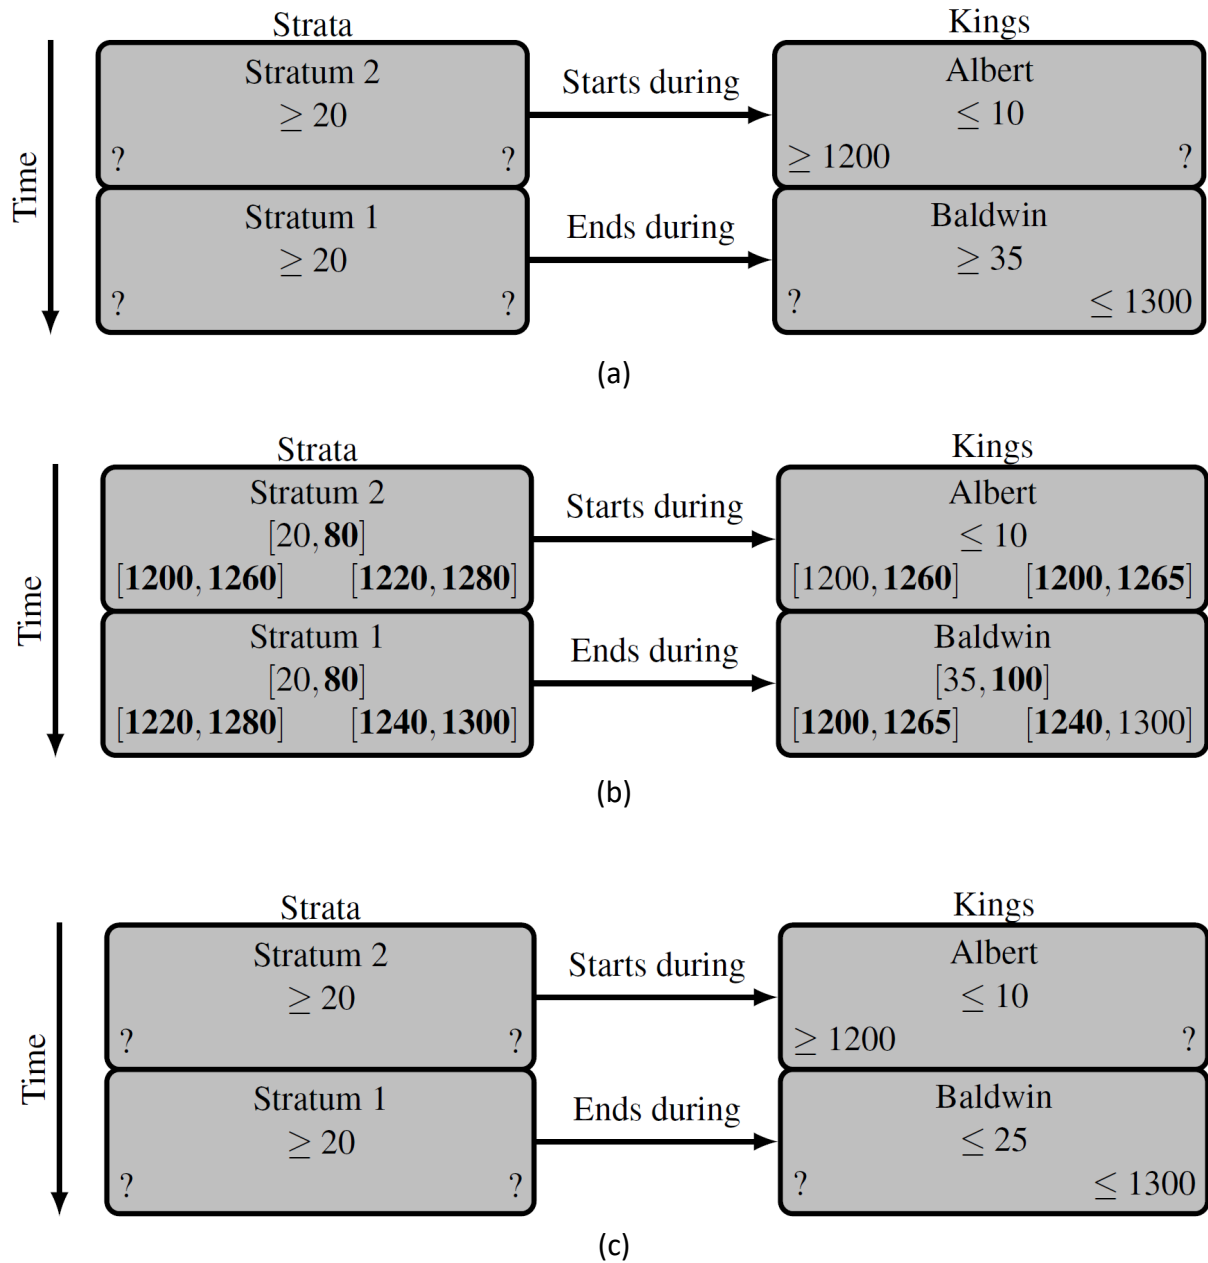 Strata Kings
Time
Stratum 2 Starts during Albert
≥ 20 ≤ 10
? ? ≥ 1200 ?
Stratum 1 Ends during Baldwin
≥ 20 ≥ 35
? ? ? ≤ 1300
(a)
Strata Kings
Time
Stratum 2 Starts during Albert
[20, 80] ≤ 10
[1200, 1260] [1220, 1280] [1200, 1260] [1200, 1265]
Stratum 1 Ends during Baldwin
[20, 80] [35, 100]
[1220, 1280] [1240, 1300] [1200, 1265] [1240, 1300]
(b)
Strata Kings
Time
Stratum 2 Starts during Albert
≥ 20 ≤ 10
? ? ≥ 1200 ?
Stratum 1 Ends during Baldwin
≥ 20 ≤ 25
? ? ? ≤ 1300
(c)